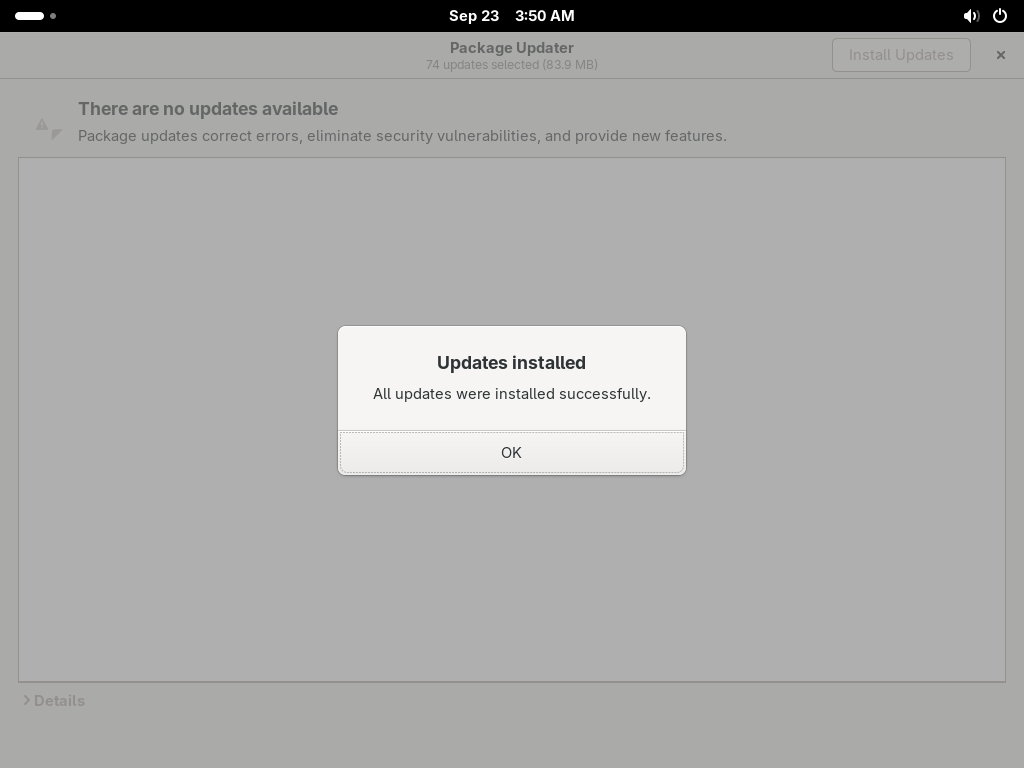 Sep 23 3:50 AM
Package Updater
74 updates selected (83.9 MB)
Install Updates
There are no updates available
Package updates correct errors, eliminate security vulnerabilities, and provide new features.
Updates installed
All updates were installed successfully.
OK
Details